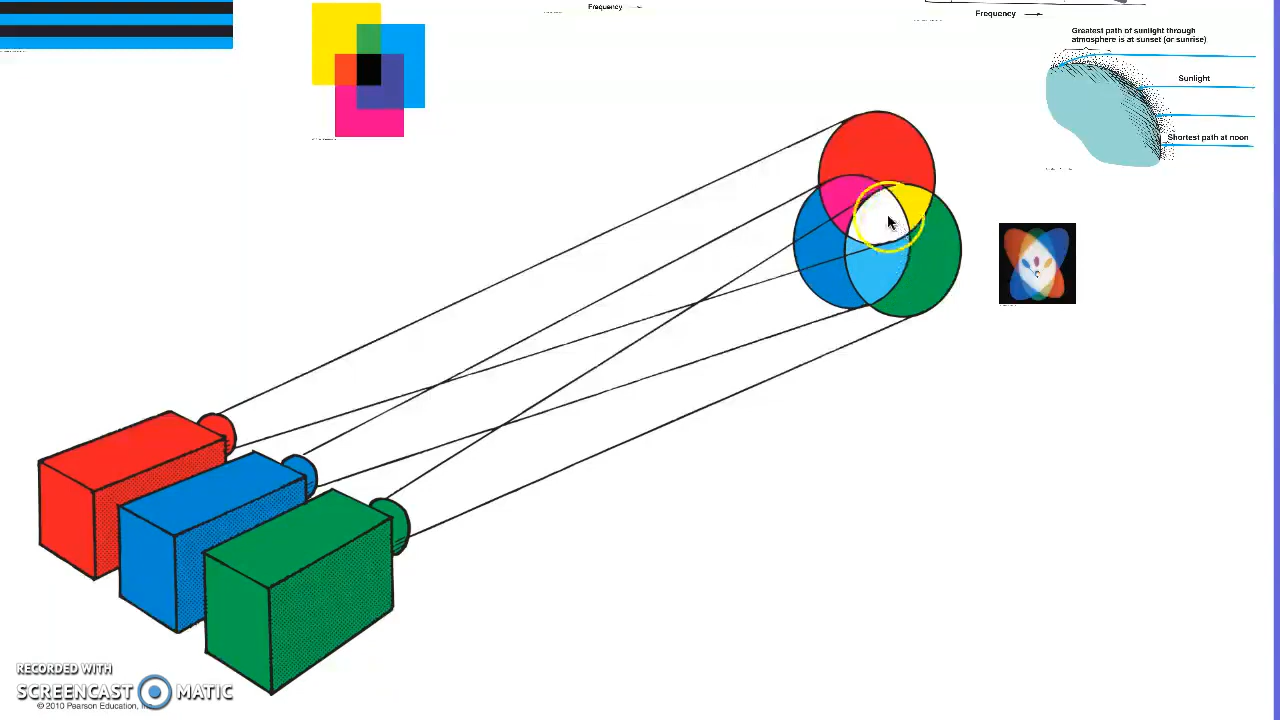 Frequency
Frequency
Greatest path of sunlight through
atmosphere is at sunset (or sunrise)
Sunlight
Shortest path at noon
RECORDED WITH
SCREENCAST MATIC
© 2010 Pearson Education,